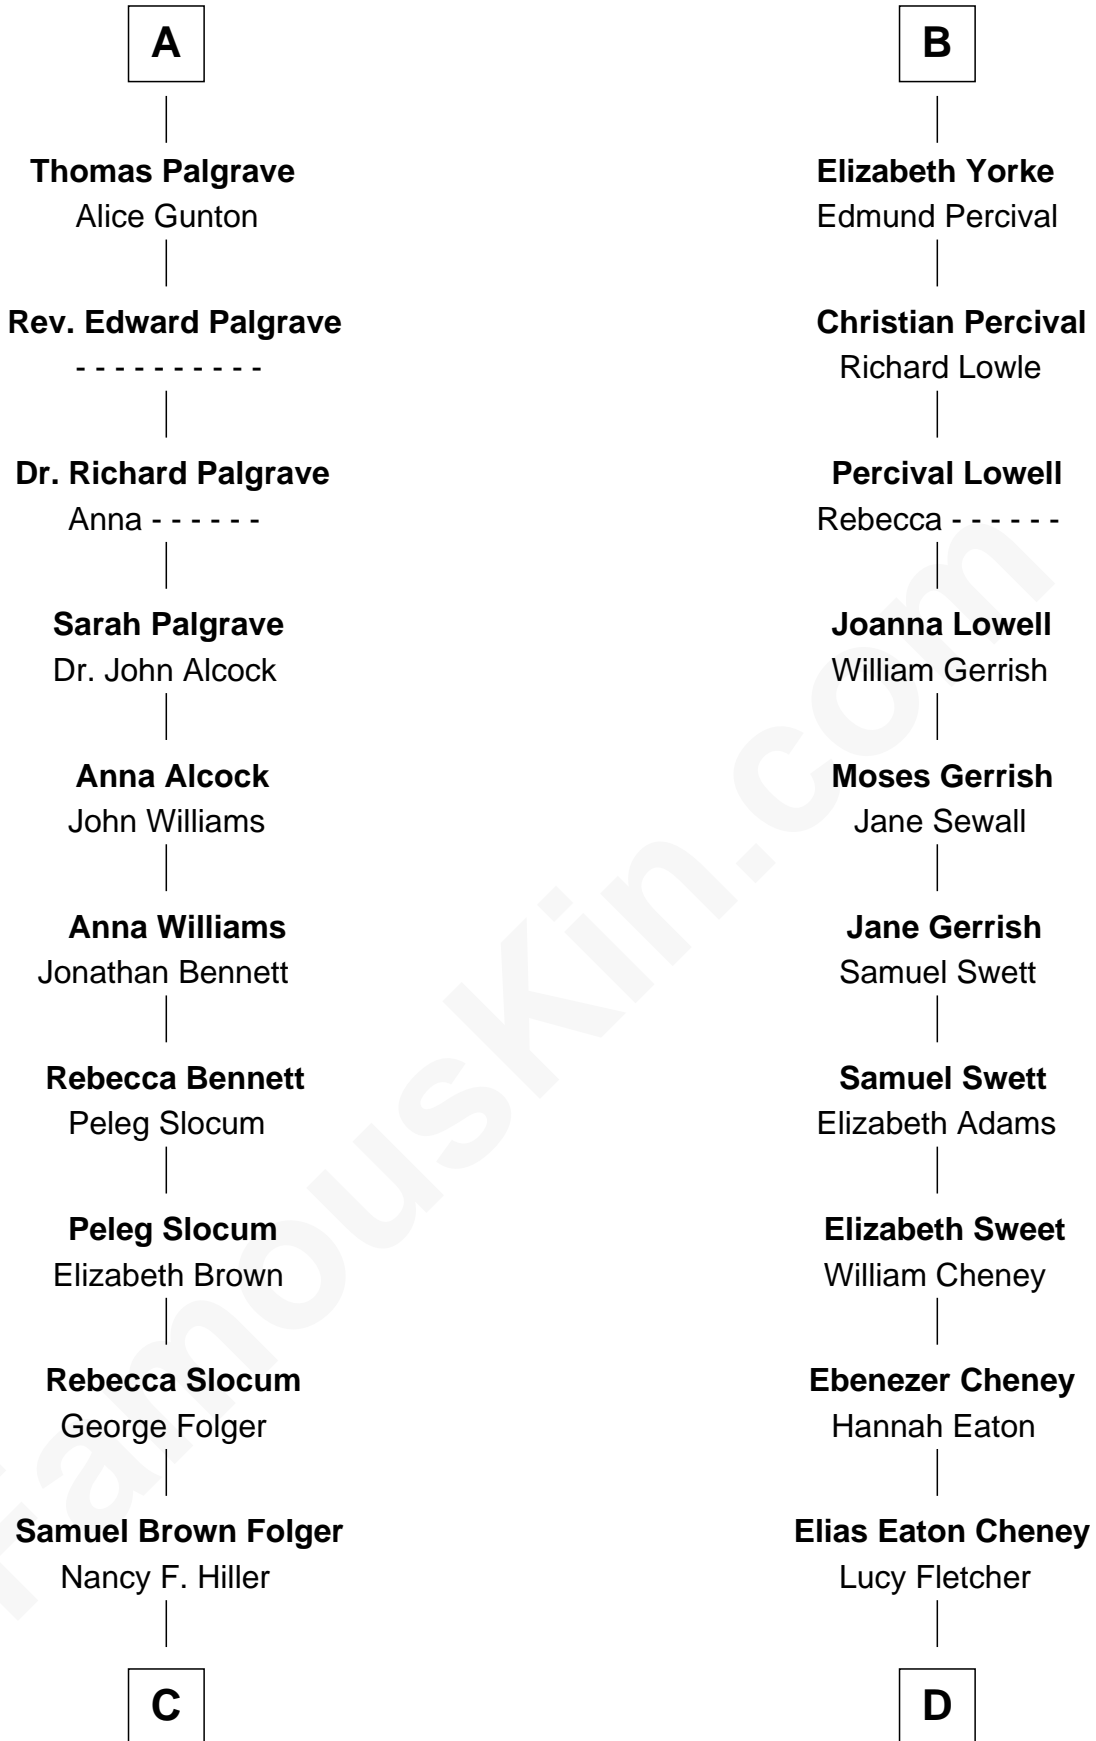 A
Thomas Palgrave
Alice Gunton
Rev. Edward Palgrave
- - - - - - - - - -
Dr. Richard Palgrave
Anna - - - - - -
Sarah Palgrave
Dr. John Alcock
Anna Alcock
John Williams
Anna Williams
Jonathan Bennett
Rebecca Bennett
Peleg Slocum
Peleg Slocum
Elizabeth Brown
Rebecca Slocum
George Folger
Samuel Brown Folger
Nancy F. Hiller
C
B
Elizabeth Yorke
Edmund Percival
Christian Percival
Richard Lowle
Percival Lowell
Rebecca - - - - - -
Joanna Lowell
William Gerrish
Moses Gerrish
Jane Sewall
Jane Gerrish
Samuel Swett
Samuel Swett
Elizabeth Adams
Elizabeth Sweet
William Cheney
Ebenezer Cheney
Hannah Eaton
Elias Eaton Cheney
Lucy Fletcher
D
FamousKin.com